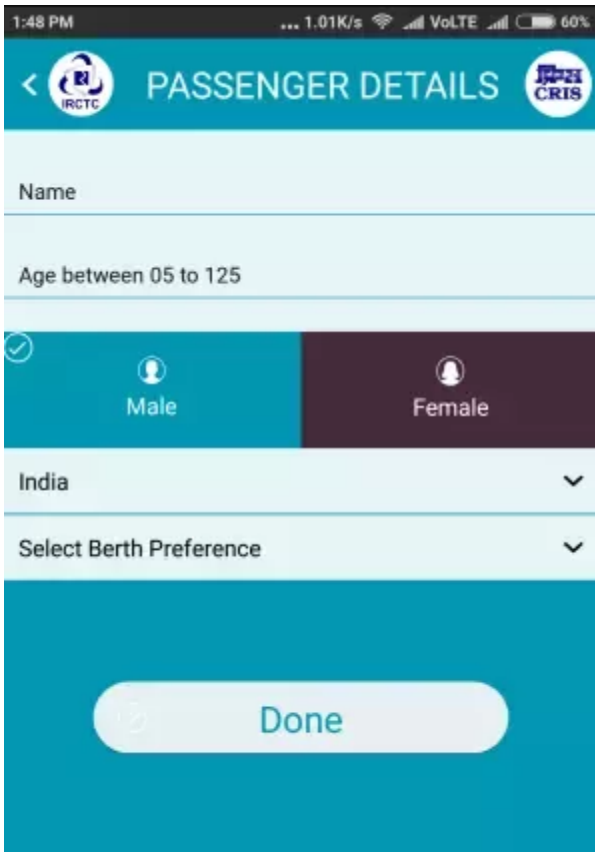 1:48 PM ... 1.01K/s VoLTE 60%
IRCTC PASSENGER DETAILS CRIS
Name
Age between 05 to 125
Male Female
India
Select Berth Preference
Done